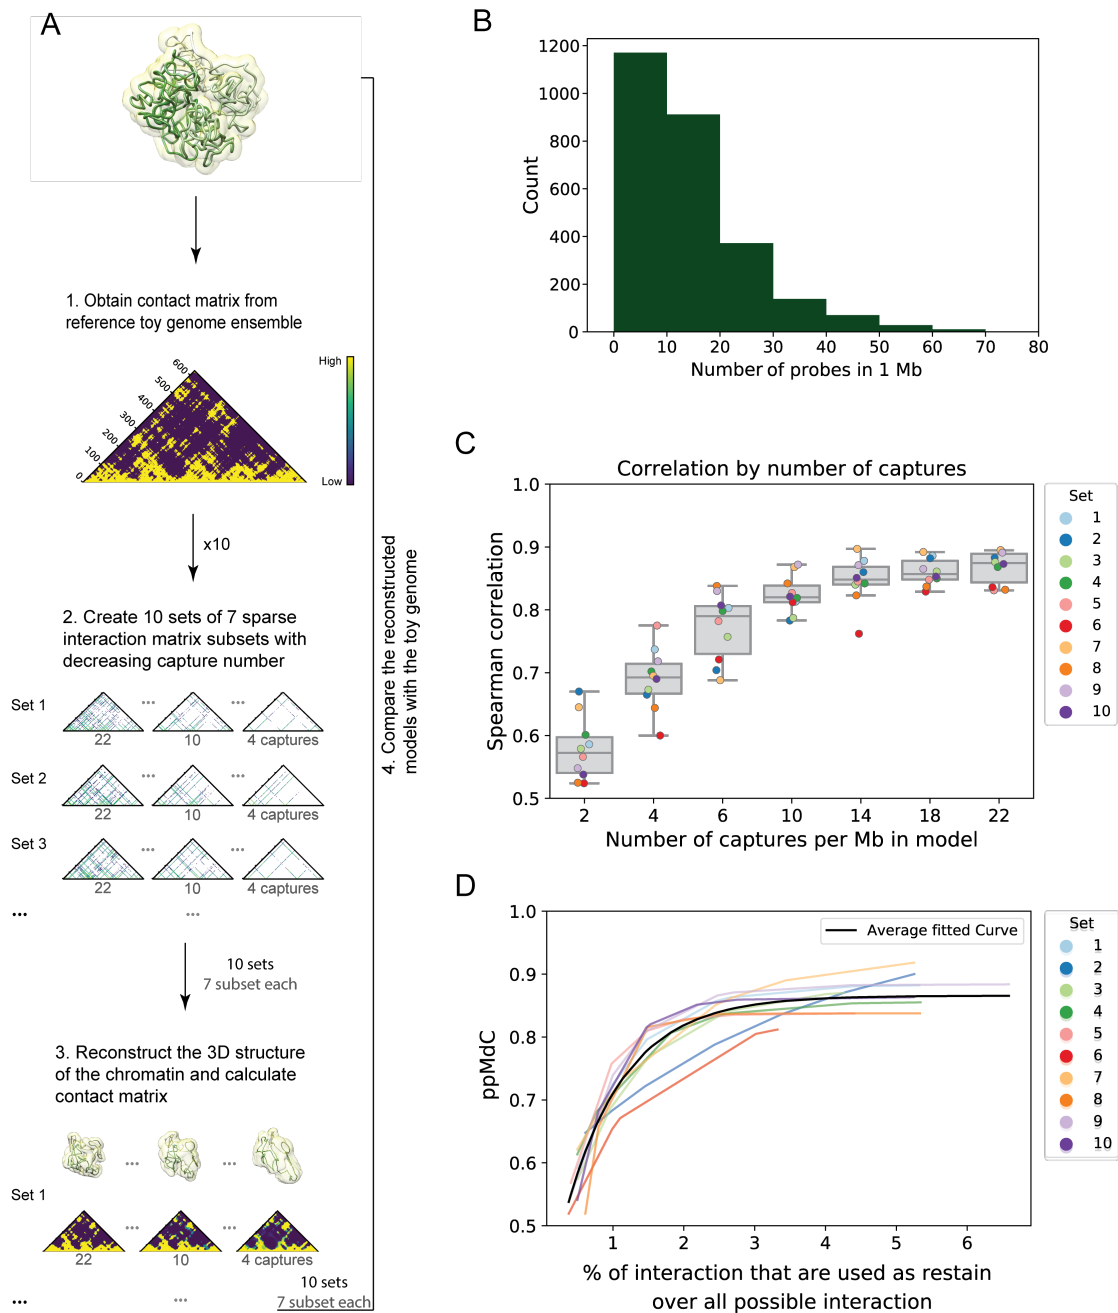 A
1. Obtain contact matrix from
reference toy genome ensemble
600
500
400
300
200
100
0
High
Low
x10
2. Create 10 sets of 7 sparse
interaction matrix subsets with
decreasing capture number
Set 1
...
...
22
10
4 captures
Set 2
...
...
22
10
4 captures
Set 3
...
...
22
10
4 captures
...
...
10 sets
7 subset each
3. Reconstruct the 3D structure
of the chromatin and calculate
contact matrix
...
...
Set 1
...
...
22
10
4 captures
10 sets
7 subset each
...
...
4. Compare the reconstructed
models with the toy genome
B
1200
1000
800
600
400
200
0
Count
0 10 20 30 40 50 60 70 80
Number of probes in 1 Mb
C
Correlation by number of captures
1.0
0.9
0.8
0.7
0.6
0.5
Spearman correlation
2 4 6 10 14 18 22
Number of captures per Mb in model
Set
1
2
3
4
5
6
7
8
9
10
D
1.0
0.9
0.8
0.7
0.6
0.5
ppMdC
Average fitted Curve
1 2 3 4 5 6
% of interaction that are used as restain
over all possible interaction
Set
1
2
3
4
5
6
7
8
9
10